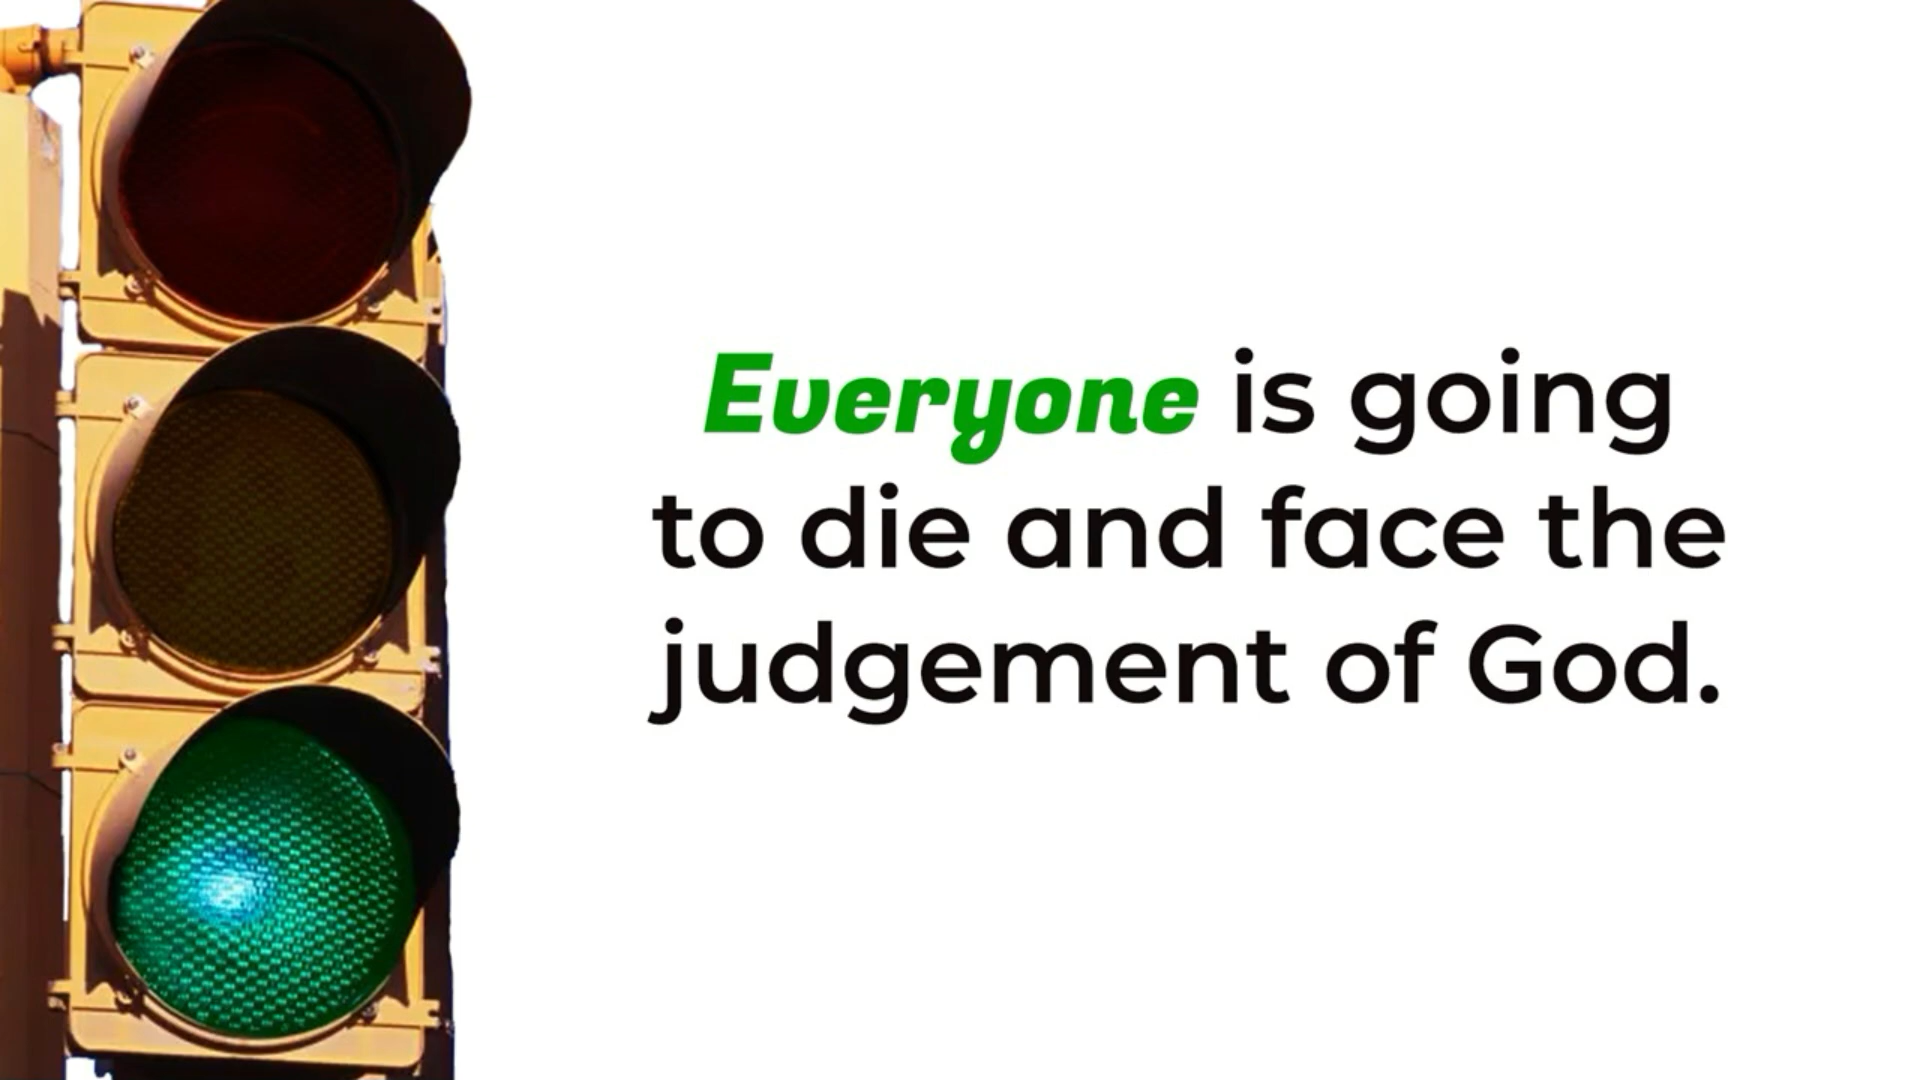 Everyone is going
to die and face the
judgement of God.